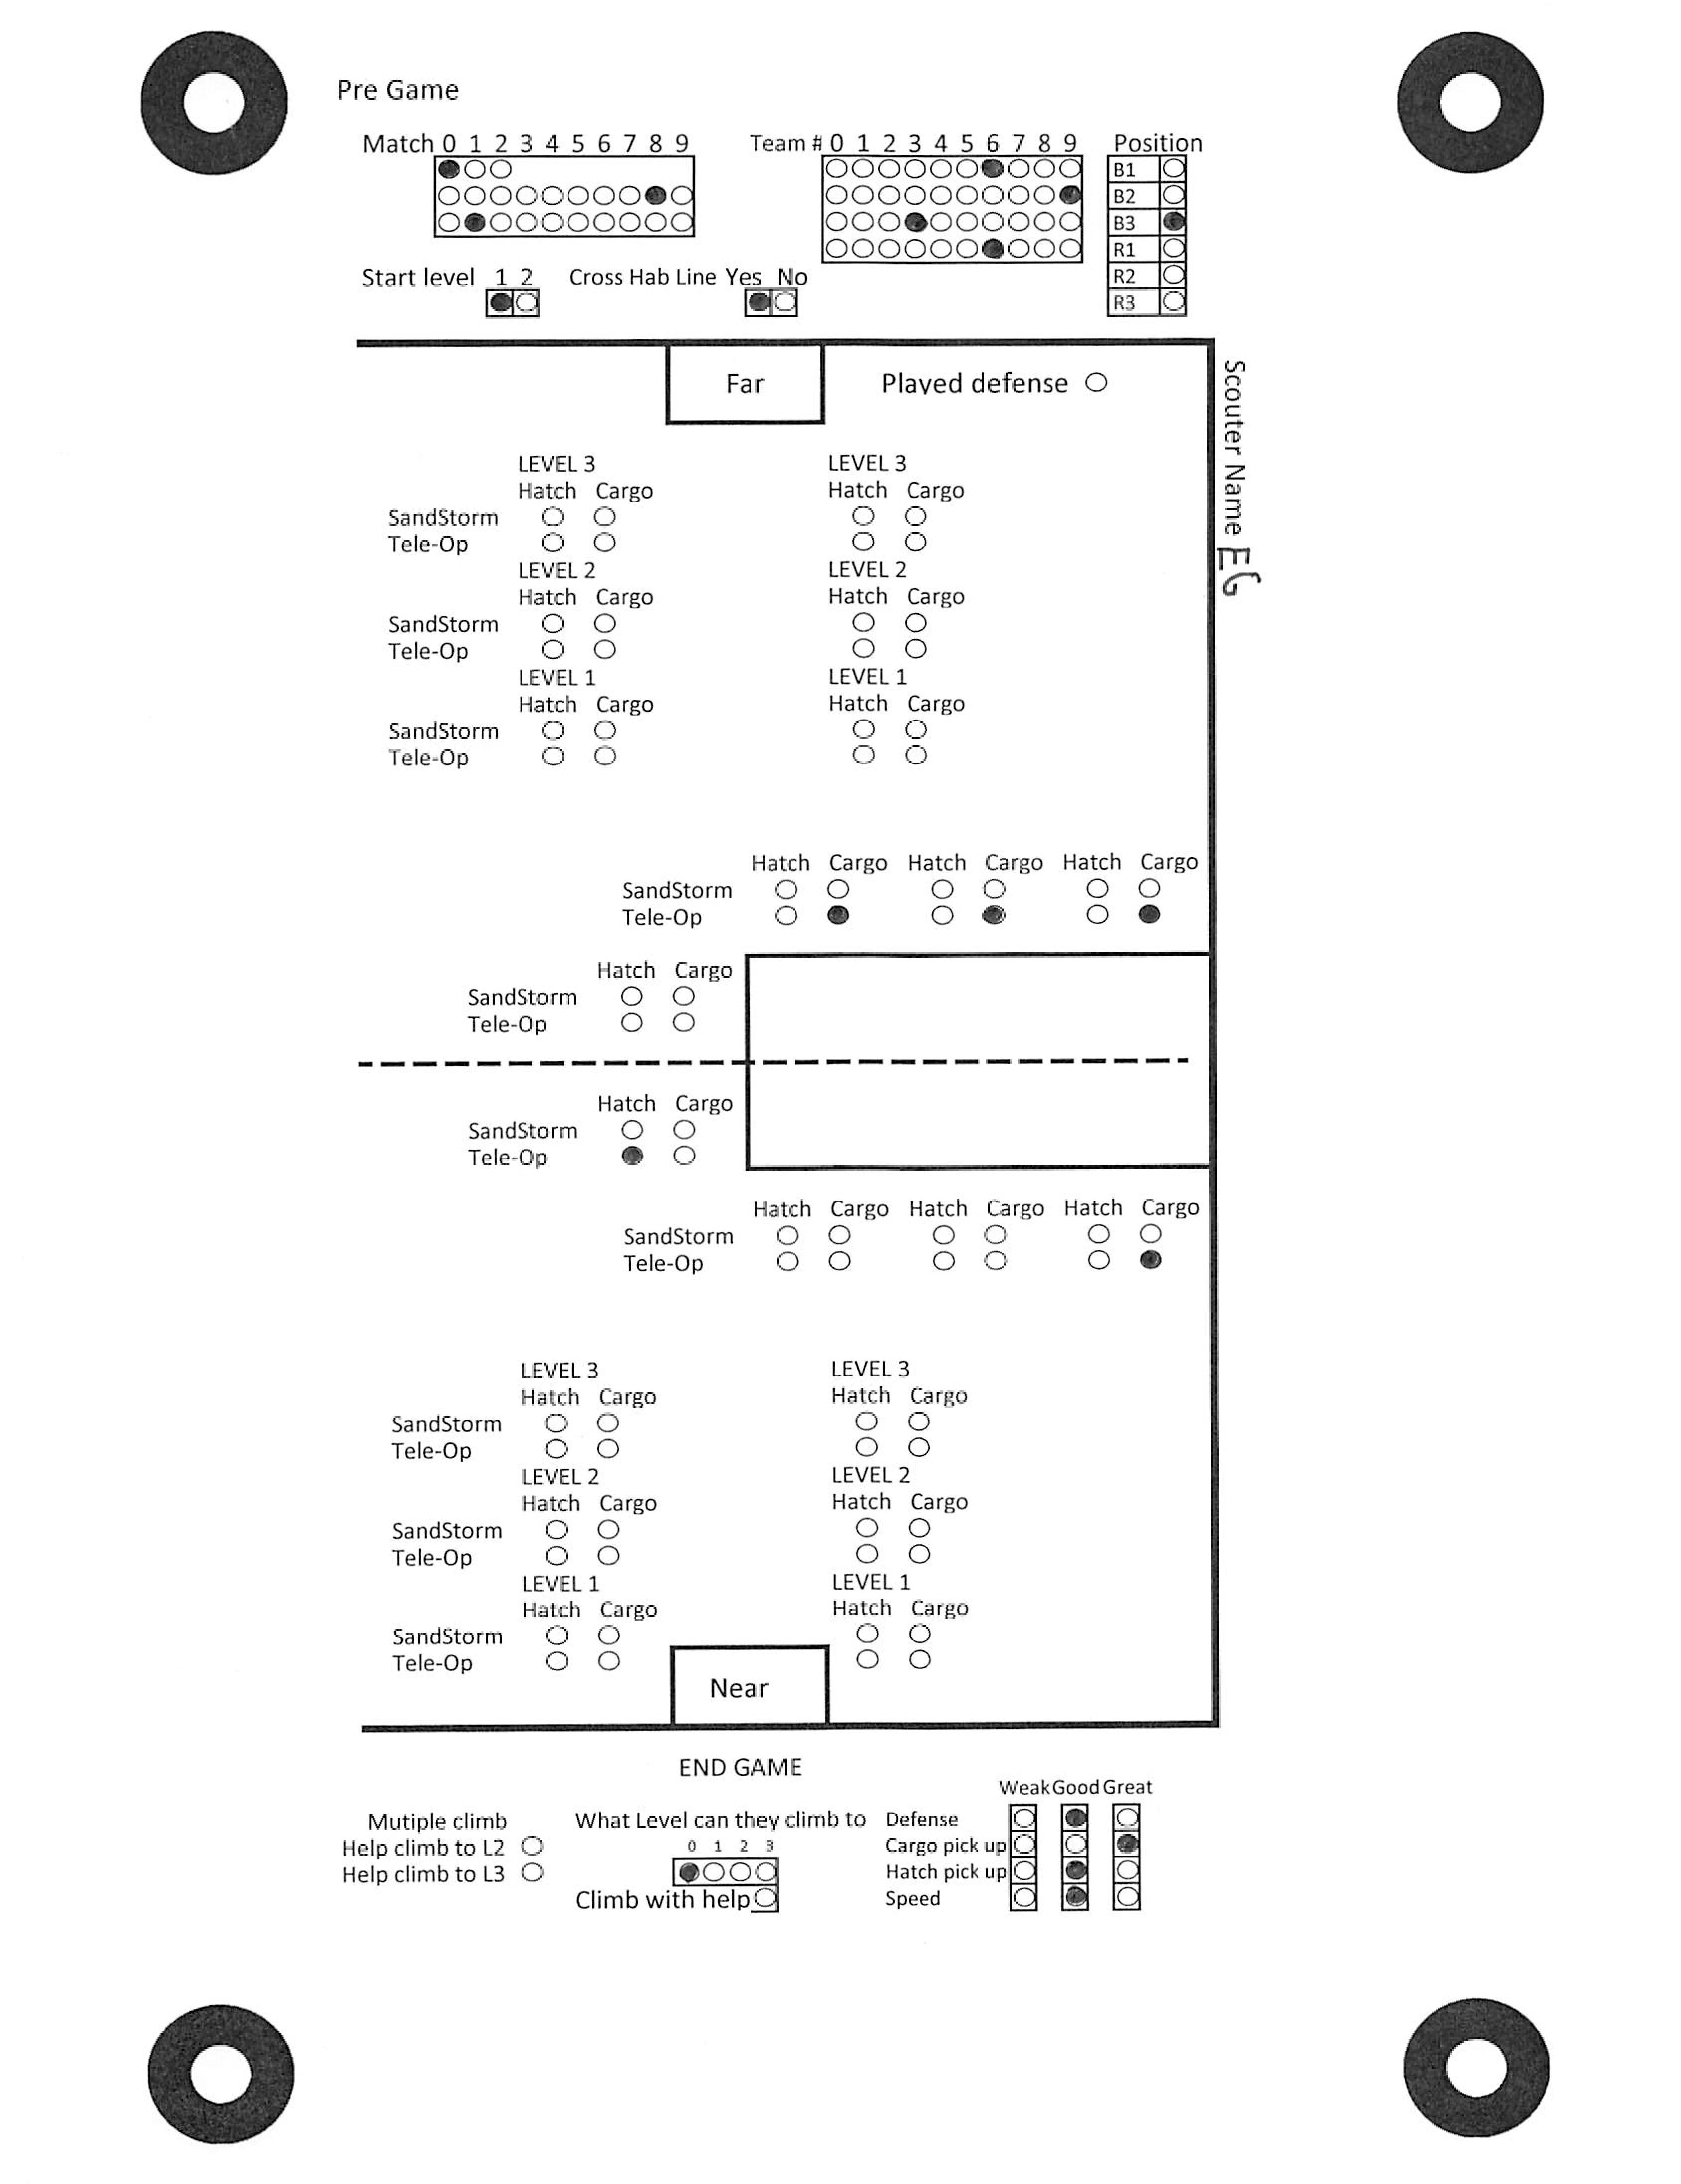 Pre Game
Match 0 1 2 3 4 5 6 7 8 9
Team # 0 1 2 3 4 5 6 7 8 9
Position
B1
B2
B3
R1
R2
R3
Start level 1 2
Cross Hab Line Yes No
Far
Played defense
Scouter Name EG
LEVEL 3 LEVEL 3
Hatch Cargo Hatch Cargo
SandStorm
Tele-Op
LEVEL 2 LEVEL 2
Hatch Cargo Hatch Cargo
SandStorm
Tele-Op
LEVEL 1 LEVEL 1
Hatch Cargo Hatch Cargo
SandStorm
Tele-Op
Hatch Cargo Hatch Cargo Hatch Cargo
SandStorm
Tele-Op
Hatch Cargo
SandStorm
Tele-Op
Hatch Cargo
SandStorm
Tele-Op
Hatch Cargo Hatch Cargo Hatch Cargo
SandStorm
Tele-Op
LEVEL 3 LEVEL 3
Hatch Cargo Hatch Cargo
SandStorm
Tele-Op
LEVEL 2 LEVEL 2
Hatch Cargo Hatch Cargo
SandStorm
Tele-Op
LEVEL 1 LEVEL 1
Hatch Cargo Hatch Cargo
SandStorm
Tele-Op
Near
END GAME
Mutiple climb
Help climb to L2
Help climb to L3
What Level can they climb to
0 1 2 3
Climb with help
Weak Good Great
Defense
Cargo pick up
Hatch pick up
Speed